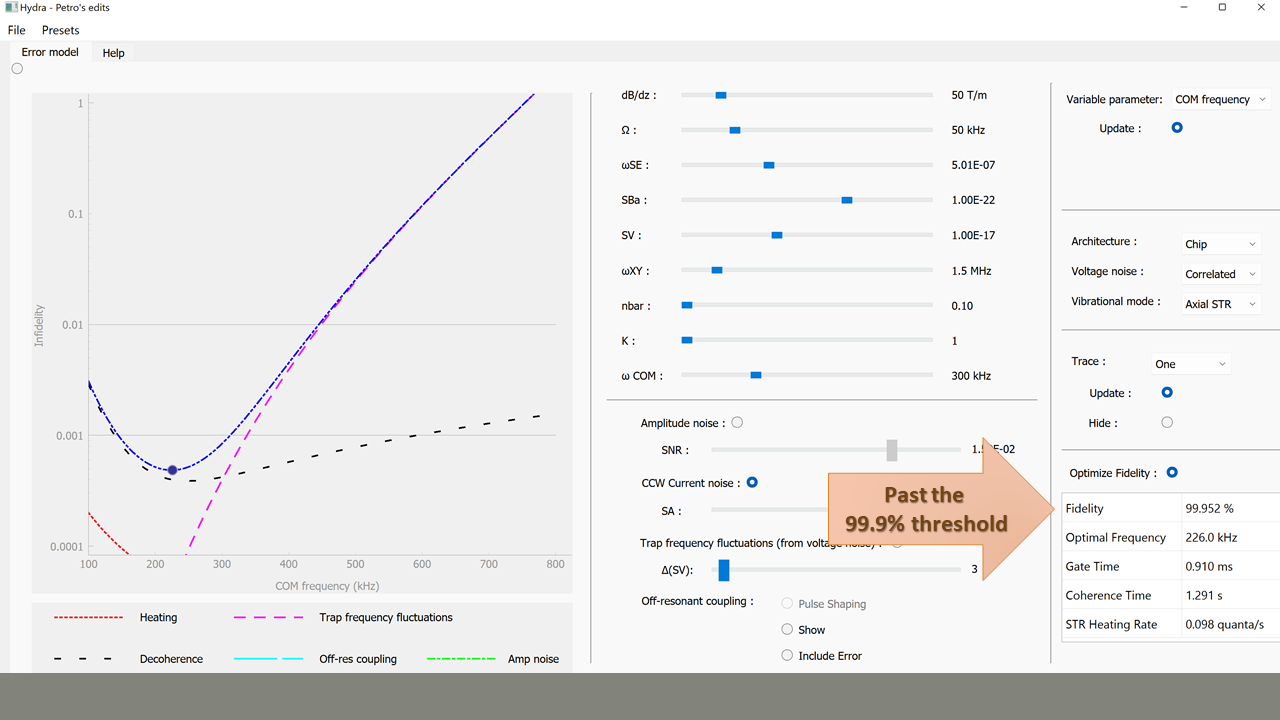 Hydra - Petro's edits
File Presets
Error model Help
1
0.1
0.01
0.001
0.0001
Infidelity
100 200 300 400 500 600 700 800
COM frequency (kHz)
Heating Trap frequency fluctuations
Decoherence Off-res coupling Amp noise
dB/dz : 50 T/m
Ω : 50 kHz
ωSE : 5.01E-07
SBa : 1.00E-22
SV : 1.00E-17
ωXY : 1.5 MHz
nbar : 0.10
K : 1
ω COM : 300 kHz
Amplitude noise :
SNR :
CCW Current noise :
SA :
Trap frequency fluctuations (from voltage noise) :
Δ(SV): 3
Off-resonant coupling : Pulse Shaping
Show
Include Error
Past the
99.9% threshold
Variable parameter: COM frequency
Update :
Architecture : Chip
Voltage noise : Correlated
Vibrational mode : Axial STR
Trace : One
Update :
Hide :
Optimize Fidelity :
Fidelity 99.952 %
Optimal Frequency 226.0 kHz
Gate Time 0.910 ms
Coherence Time 1.291 s
STR Heating Rate 0.098 quanta/s